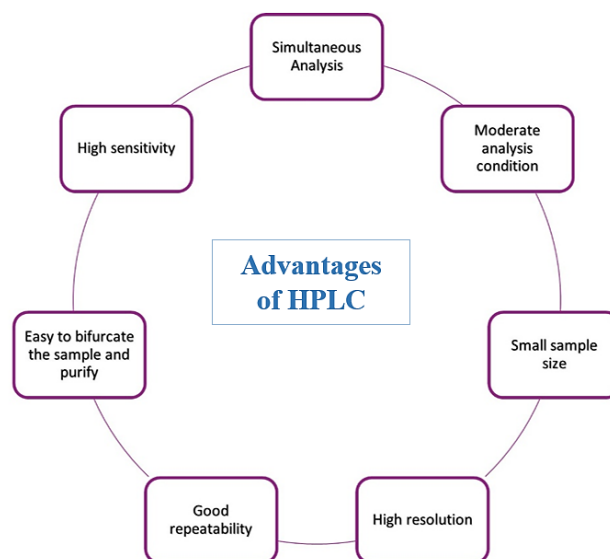 Simultaneous
Analysis
Moderate
analysis
condition
Small sample
size
High resolution
Good
repeatability
Easy to bifurcate
the sample and
purify
High sensitivity
Advantages
of HPLC